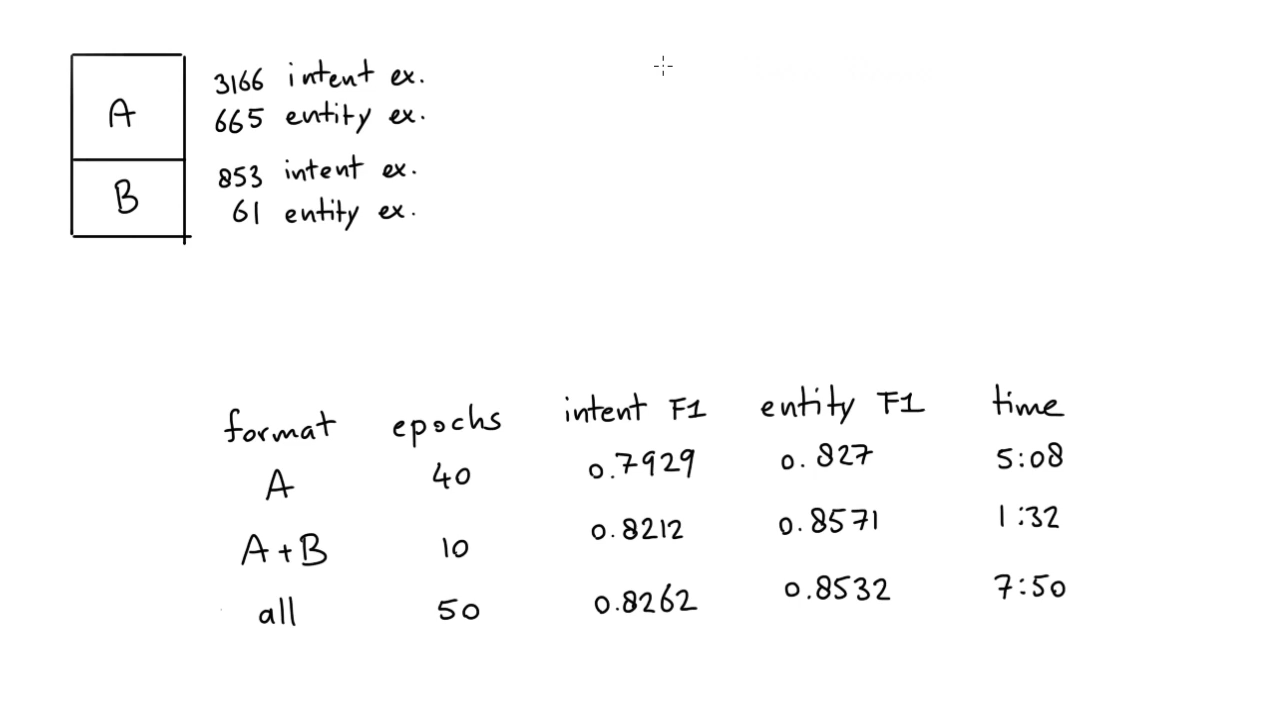 A
3166 intent ex.
665 entity ex.
B
853 intent ex.
61 entity ex.
format epochs intent F1 entity F1 time
A 40 0.7929 0.827 5:08
A+B 10 0.8212 0.8571 1:32
all 50 0.8262 0.8532 7:50